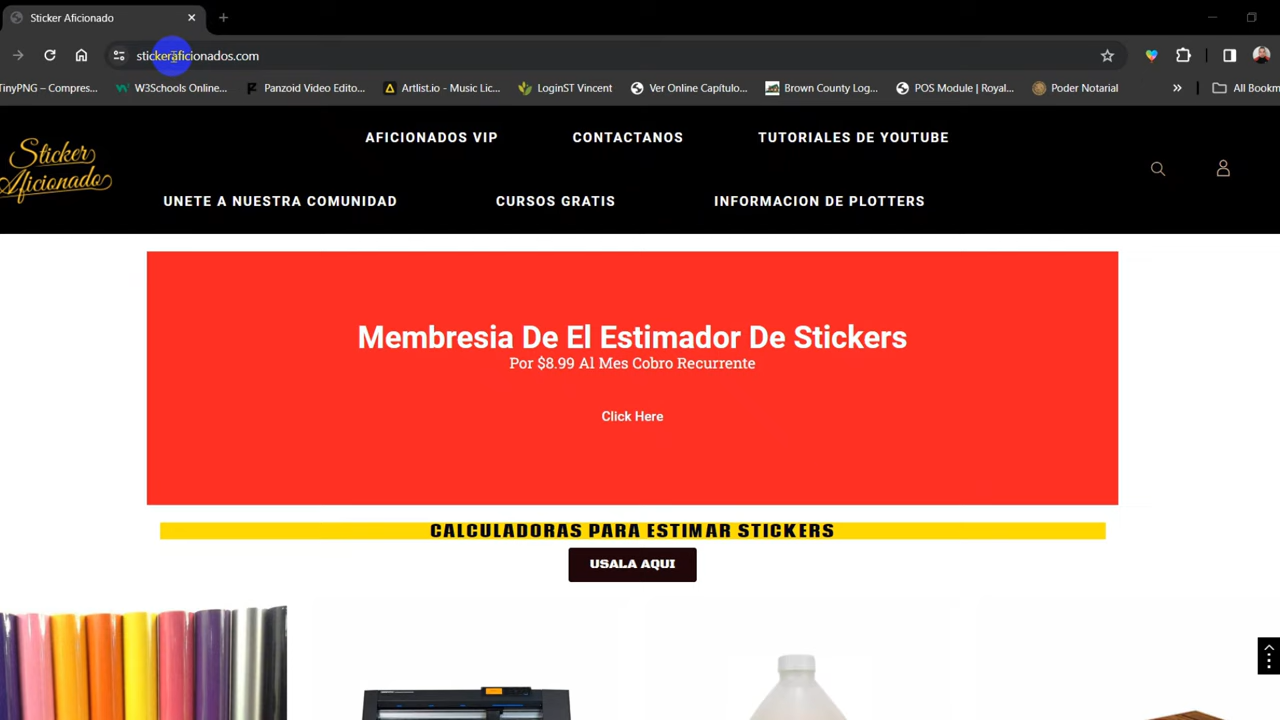 Sticker Aficionado
stickeraficionados.com
TinyPNG – Compres...
W3Schools Online...
Panzoid Video Edito...
Artlist.io - Music Lic...
LoginST Vincent
Ver Online Capítulo...
Brown County Log...
POS Module | Royal...
Poder Notarial
»
All Bookm
Sticker
Aficionado
AFICIONADOS VIP
CONTACTANOS
TUTORIALES DE YOUTUBE
UNETE A NUESTRA COMUNIDAD
CURSOS GRATIS
INFORMACION DE PLOTTERS
Membresia De El Estimador De Stickers
Por $8.99 Al Mes Cobro Recurrente
Click Here
CALCULADORAS PARA ESTIMAR STICKERS
USALA AQUI